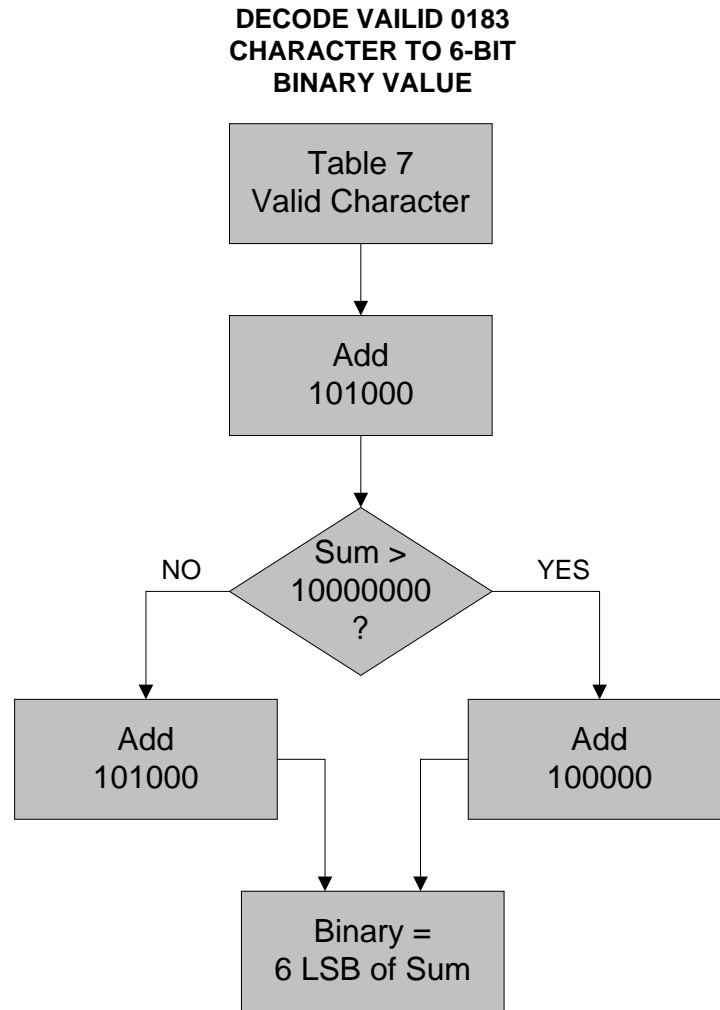 DECODE VAILID 0183
CHARACTER TO 6-BIT
BINARY VALUE
Table 7
Valid Character
Add
101000
Sum >
10000000
?
NO
YES
Add
101000
Add
100000
Binary =
6 LSB of Sum